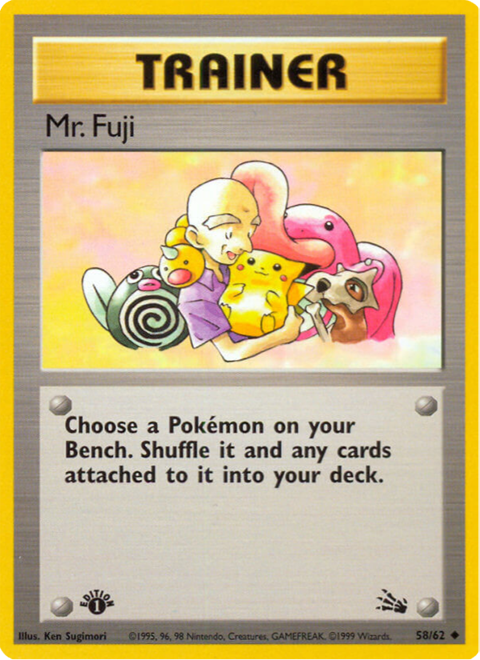 TRAINER
Mr. Fuji
Choose a Pokémon on your
Bench. Shuffle it and any cards
attached to it into your deck.
EDITION
1
Illus. Ken Sugimori ©1995, 96, 98 Nintendo, Creatures, GAMEFREAK. ©1999 Wizards. 58/62